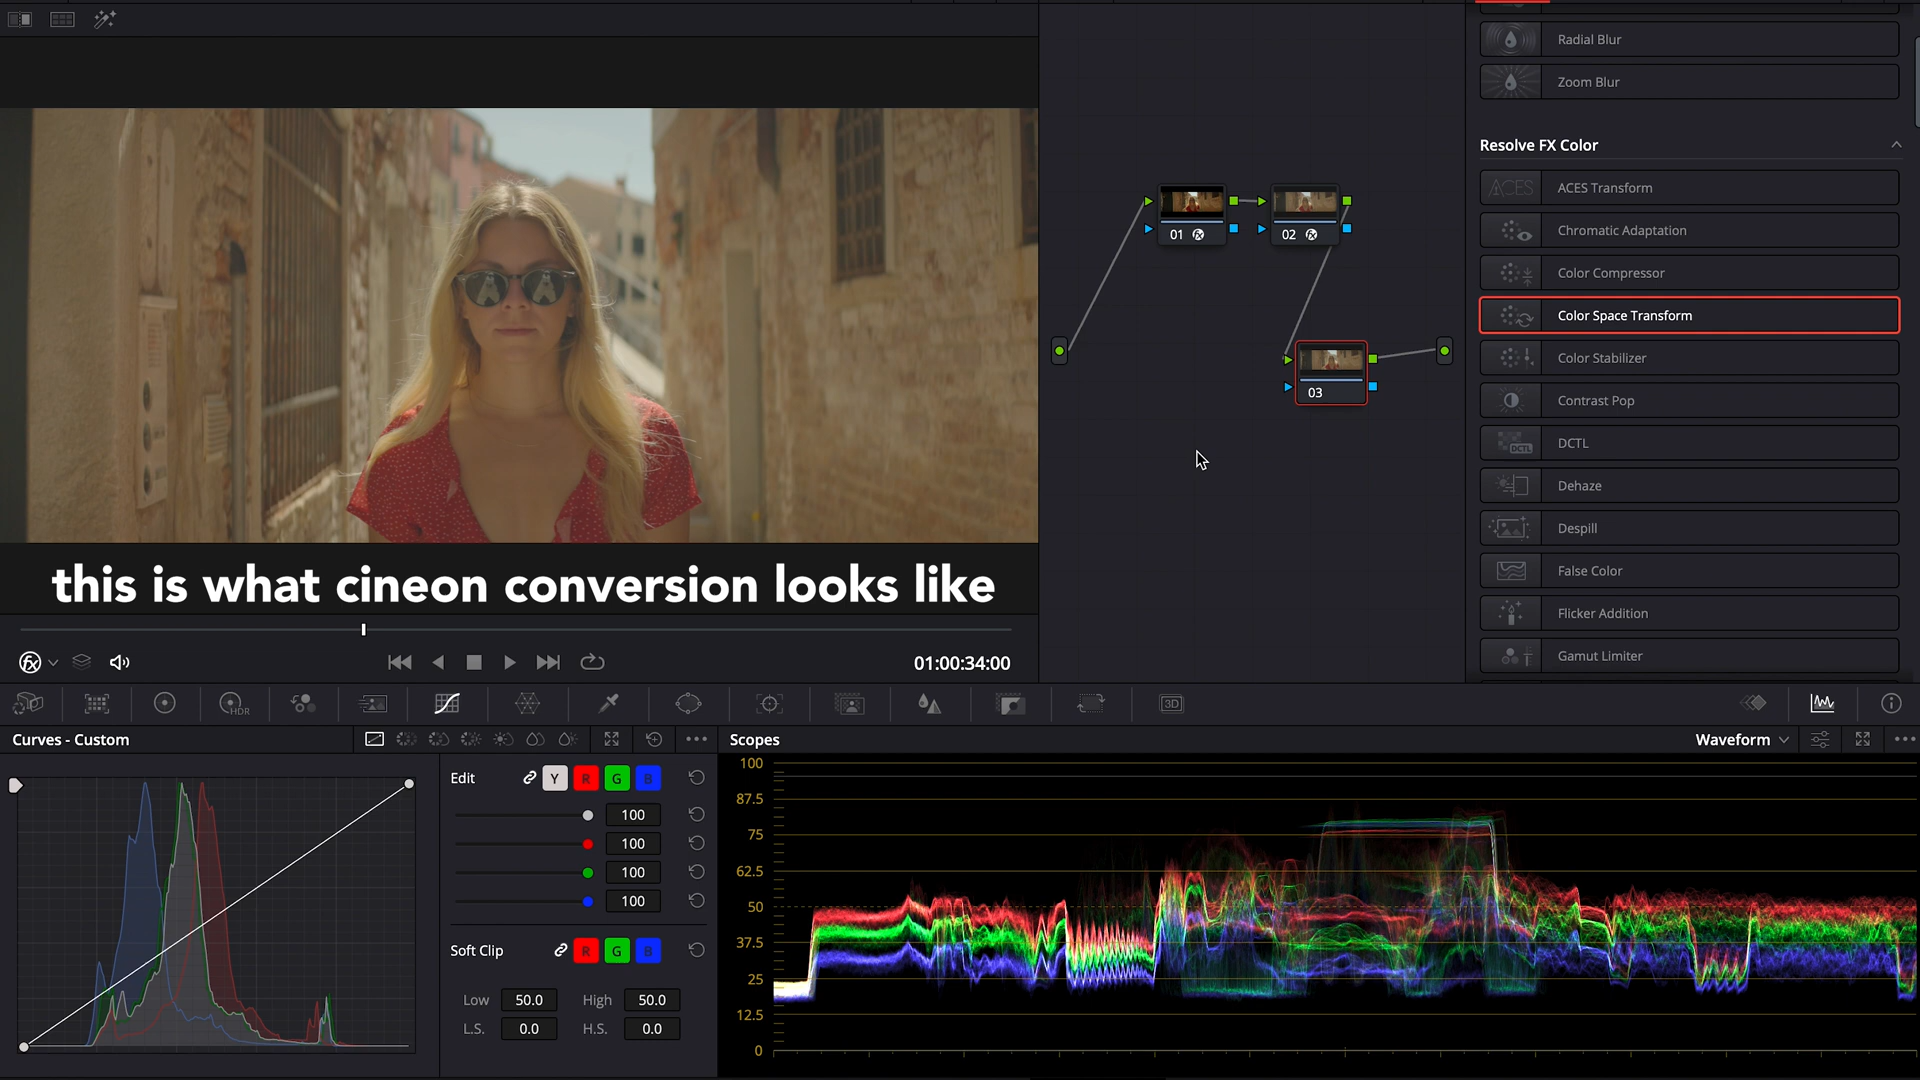 Radial Blur
Zoom Blur
Resolve FX Color
ACES
ACES Transform
Chromatic Adaptation
Color Compressor
Color Space Transform
Color Stabilizer
Contrast Pop
DCTL
DCTL
Dehaze
Despill
False Color
Flicker Addition
Gamut Limiter
01
02
03
this is what cineon conversion looks like
01:00:34:00
HDR
3D
Curves - Custom
Edit
Y
R
G
B
100
100
100
100
Soft Clip
R
G
B
Low
50.0
High
50.0
L.S.
0.0
H.S.
0.0
Scopes
Waveform
100
87.5
75
62.5
50
37.5
25
12.5
0